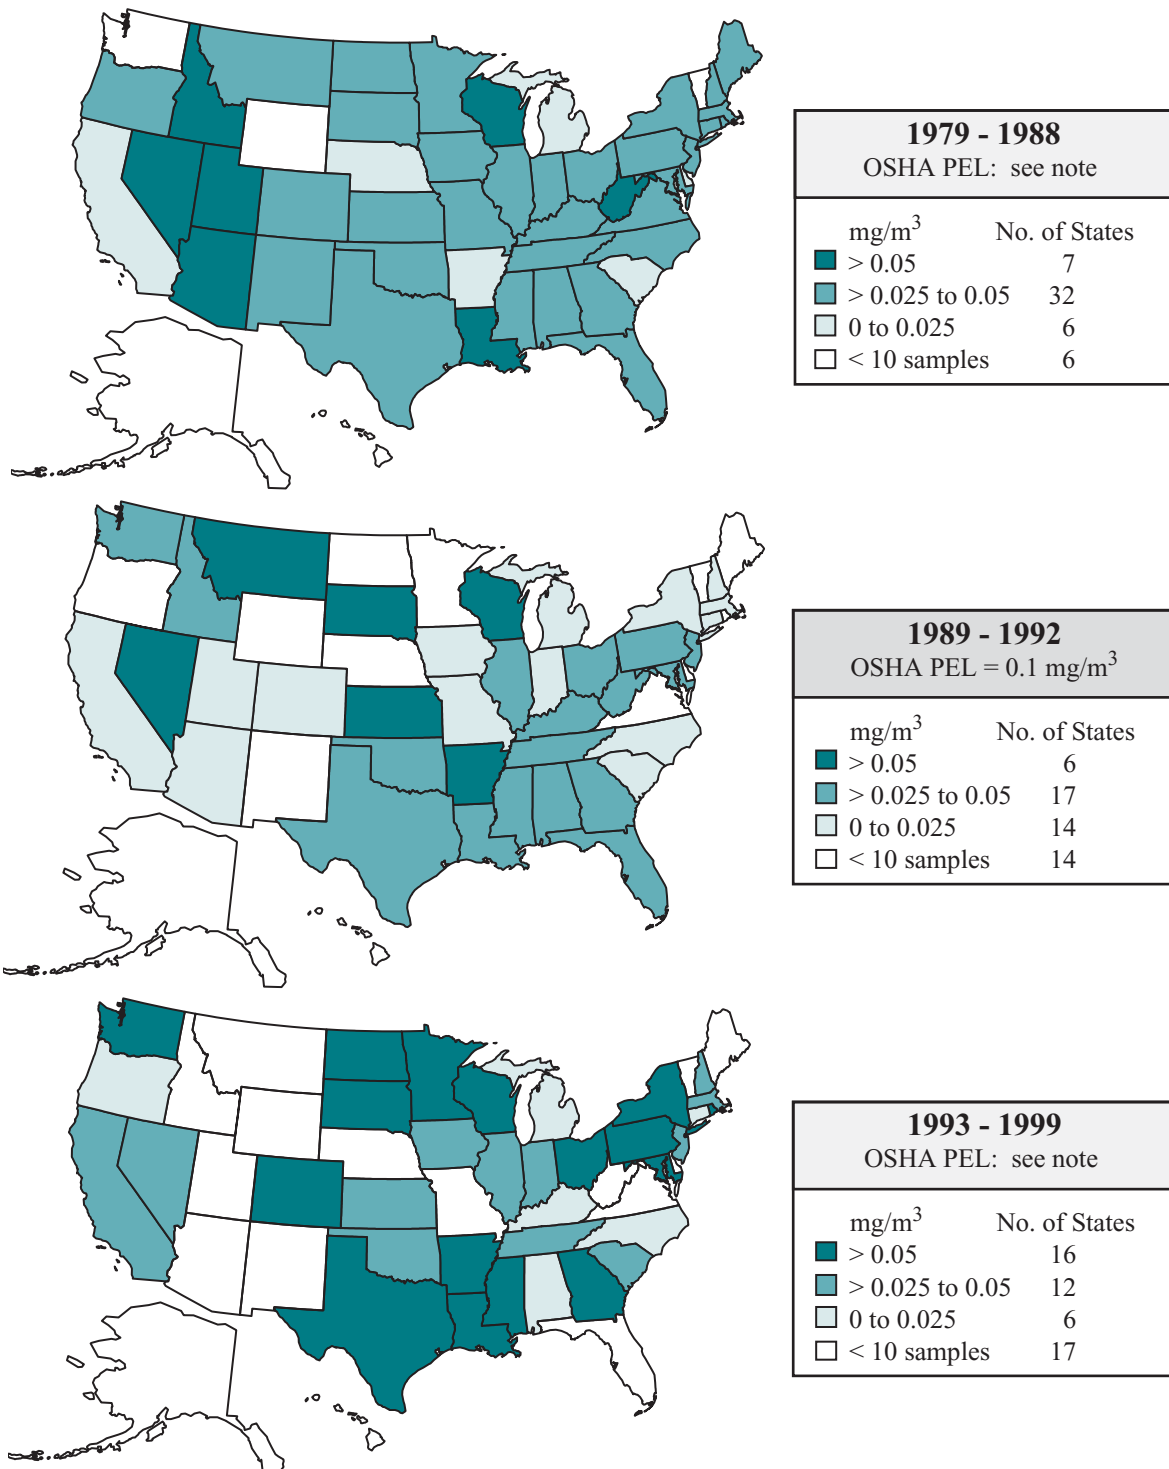 1979 - 1988
OSHA PEL: see note
mg/m³ No. of States
> 0.05 7
> 0.025 to 0.05 32
0 to 0.025 6
< 10 samples 6
1989 - 1992
OSHA PEL = 0.1 mg/m³
mg/m³ No. of States
> 0.05 6
> 0.025 to 0.05 17
0 to 0.025 14
< 10 samples 14
1993 - 1999
OSHA PEL: see note
mg/m³ No. of States
> 0.05 16
> 0.025 to 0.05 12
0 to 0.025 6
< 10 samples 17